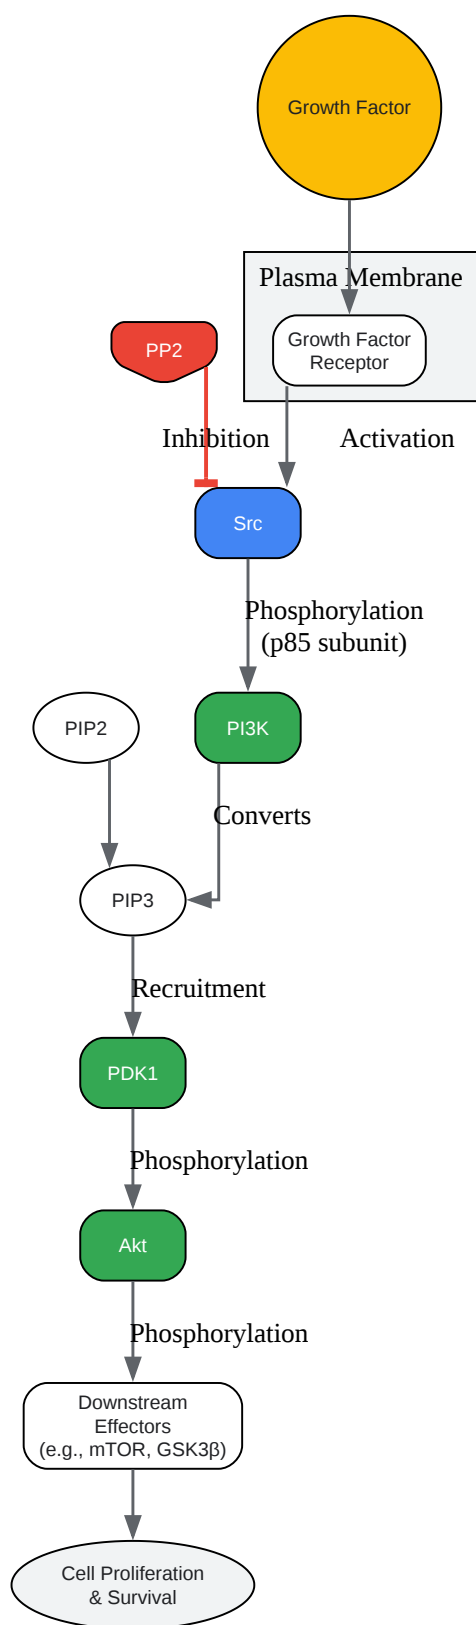 Growth Factor
Plasma Membrane
Growth Factor
Receptor
PP2
Inhibition
Activation
Src
Phosphorylation
(p85 subunit)
PIP2
PI3K
Converts
PIP3
Recruitment
PDK1
Phosphorylation
Akt
Phosphorylation
Downstream
Effectors
(e.g., mTOR, GSK3β)
Cell Proliferation
& Survival